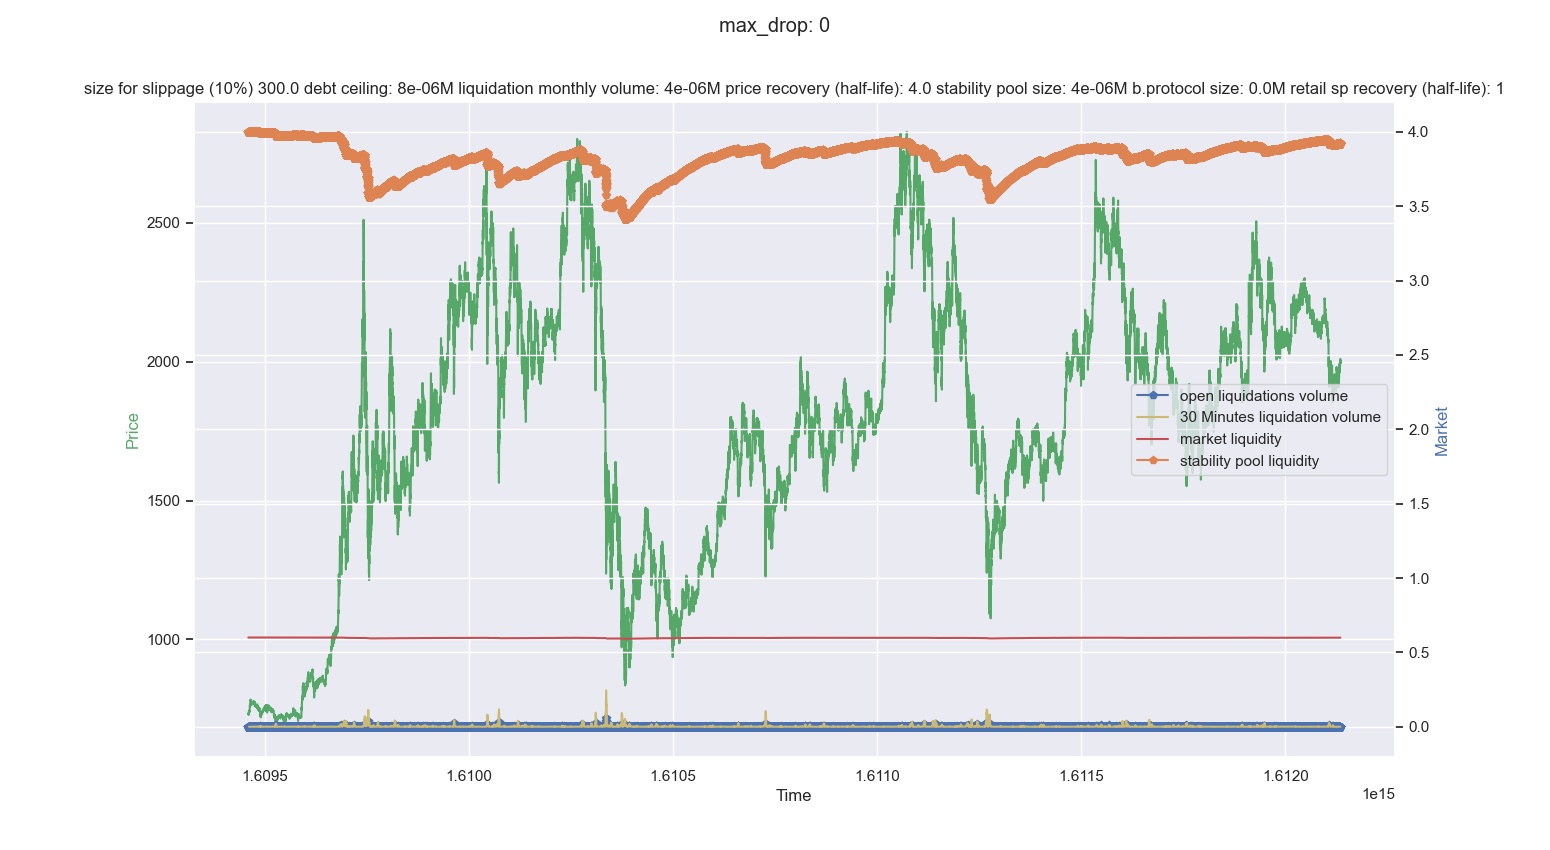 max_drop: 0
size for slippage (10%) 300.0 debt ceiling: 8e-06M liquidation monthly volume: 4e-06M price recovery (half-life): 4.0 stability pool size: 4e-06M b.protocol size: 0.0M retail sp recovery (half-life): 1
4.0
3.5
2500
3.0
2.5
2000
open liquidations volume
30 Minutes liquidation volume
market liquidity
stability pool liquidity
Price
Market
2.0
1500
1.5
1.0
1000
0.5
0.0
1.6095 1.6100 1.6105 1.6110 1.6115 1.6120
Time
1e15